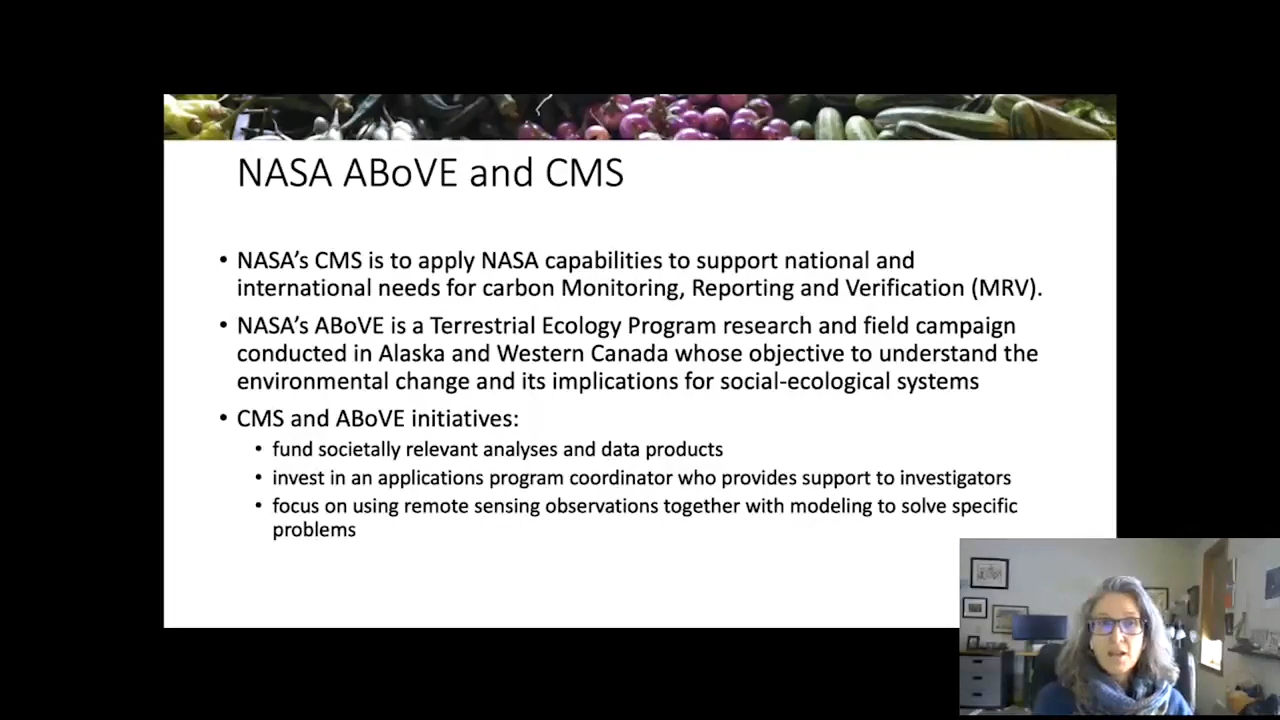 NASA ABoVE and CMS
• NASA’s CMS is to apply NASA capabilities to support national and
international needs for carbon Monitoring, Reporting and Verification (MRV).
• NASA’s ABoVE is a Terrestrial Ecology Program research and field campaign
conducted in Alaska and Western Canada whose objective to understand the
environmental change and its implications for social-ecological systems
• CMS and ABoVE initiatives:
• fund societally relevant analyses and data products
• invest in an applications program coordinator who provides support to investigators
• focus on using remote sensing observations together with modeling to solve specific
problems